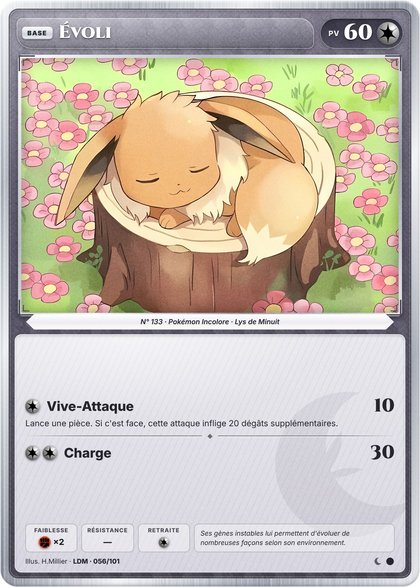 BASE Évoli PV 60
N° 133 · Pokémon Incolore · Lys de Minuit
Vive-Attaque 10
Lance une pièce. Si c'est face, cette attaque inflige 20 dégâts supplémentaires.
Charge 30
FAIBLESSE RÉSISTANCE RETRAITE
×2 —
Ses gènes instables lui permettent d'évoluer de
nombreuses façons selon son environnement.
Illus. H.Millier · LDM · 056/101